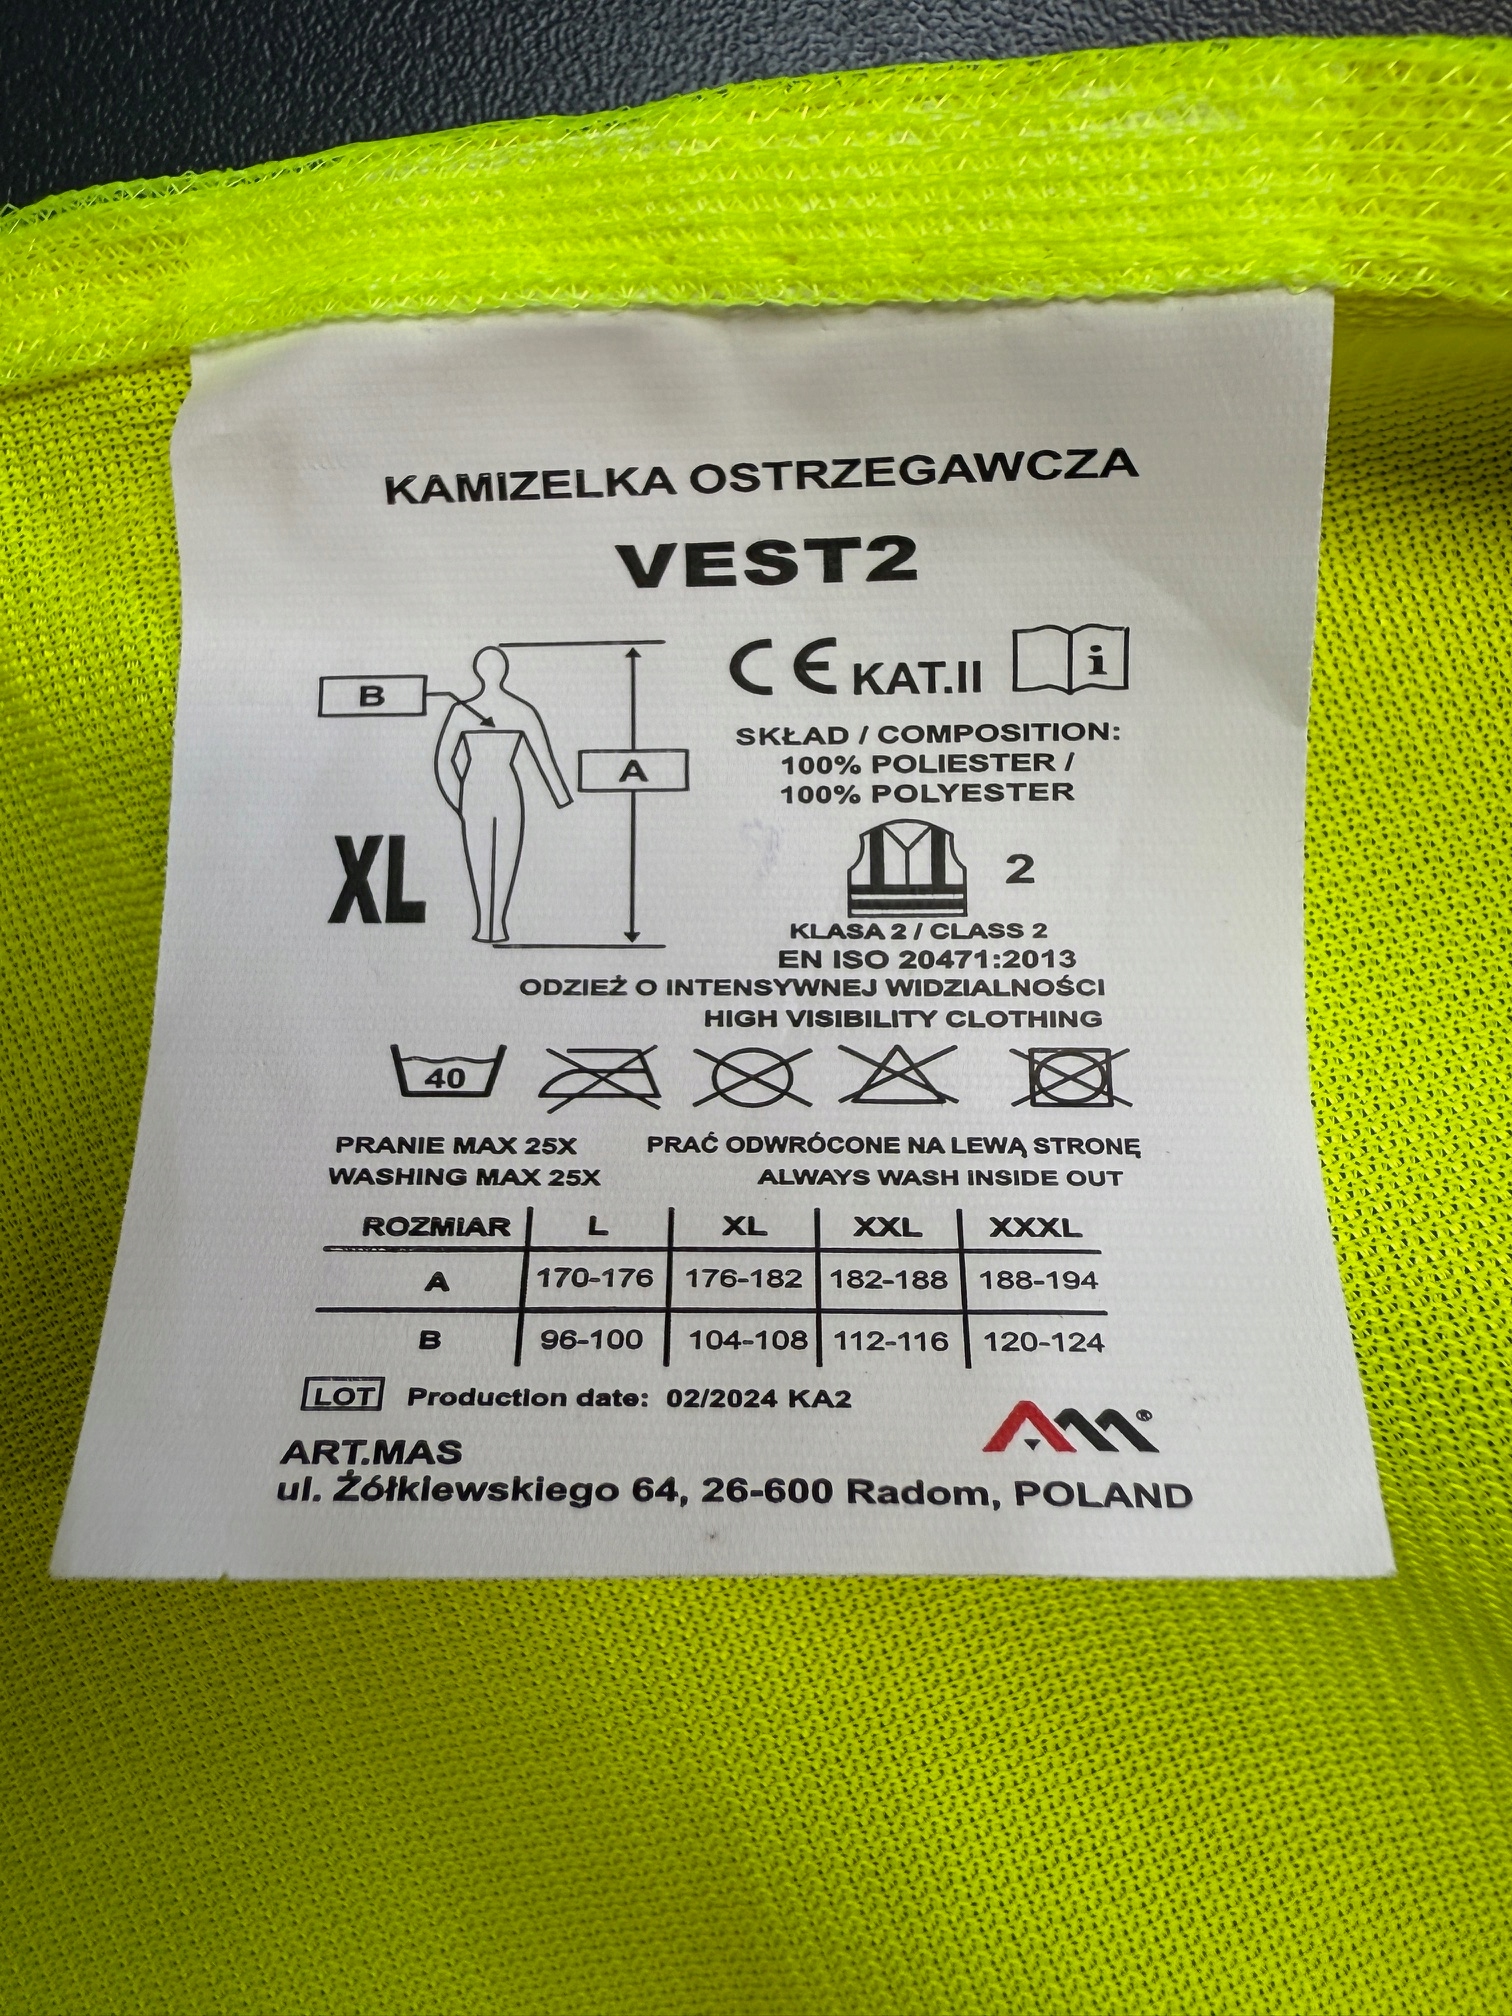 KAMIZELKA OSTRZEGAWCZA
VEST2
CE KAT.II i
B
A
XL
SKŁAD / COMPOSITION:
100% POLIESTER /
100% POLYESTER
2
KLASA 2 / CLASS 2
EN ISO 20471:2013
ODZIEŻ O INTENSYWNEJ WIDZIALNOŚCI
HIGH VISIBILITY CLOTHING
40
PRANIE MAX 25X PRAĆ ODWRÓCONE NA LEWĄ STRONĘ
WASHING MAX 25X ALWAYS WASH INSIDE OUT
ROZMIAR L XL XXL XXXL
A 170-176 176-182 182-188 188-194
B 96-100 104-108 112-116 120-124
LOT Production date: 02/2024 KA2
AM®
ART.MAS
ul. Żółkiewskiego 64, 26-600 Radom, POLAND